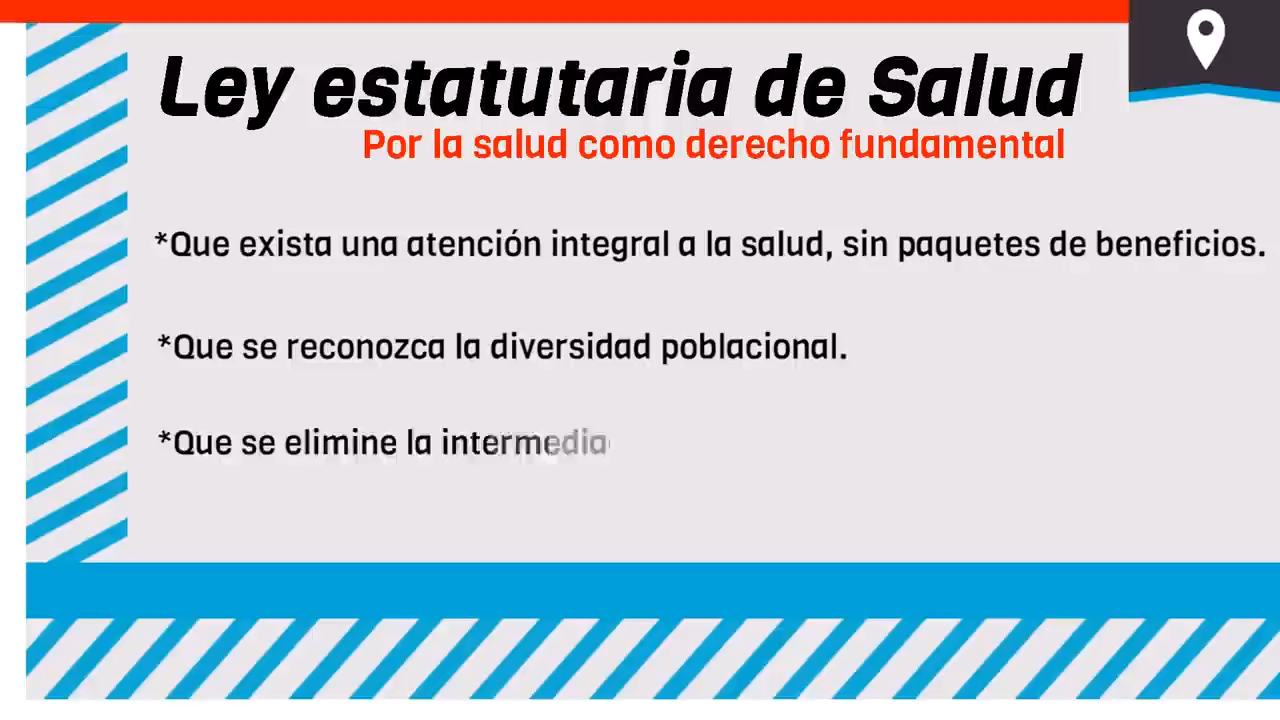 Ley estatutaria de Salud
Por la salud como derecho fundamental
*Que exista una atención integral a la salud, sin paquetes de beneficios.
*Que se reconozca la diversidad poblacional.
*Que se elimine la intermedia